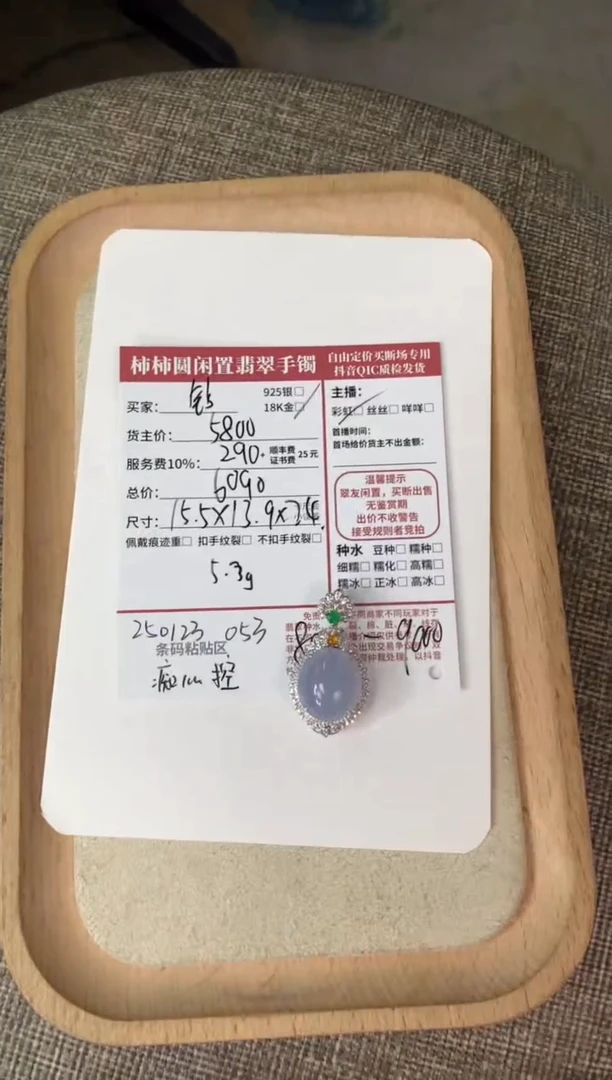 柿柿圆闲置翡翠手镯
自由定价买断场专用
抖音QIC质检发货
买家：
925银□
18K金□
货主价：5800
服务费10%：290+ 顺丰费 证书费 25元
总价：6090
尺寸：15.5X13.9X
佩戴痕迹重□ 扣手纹裂□ 不扣手纹裂□
5.3g
主播：
彩虹□ 丝丝□ 咩咩□
首播时间：
首场给价货主不出金额：
温馨提示
翠友闲置，买断出售
无鉴赏期
出价不收警告
接受规则者竞拍
种水 豆种□ 糯种□
细糯□ 糯化□ 高糯□
糯冰□ 正冰□ 高冰□
250123 053
条码粘贴区
9000